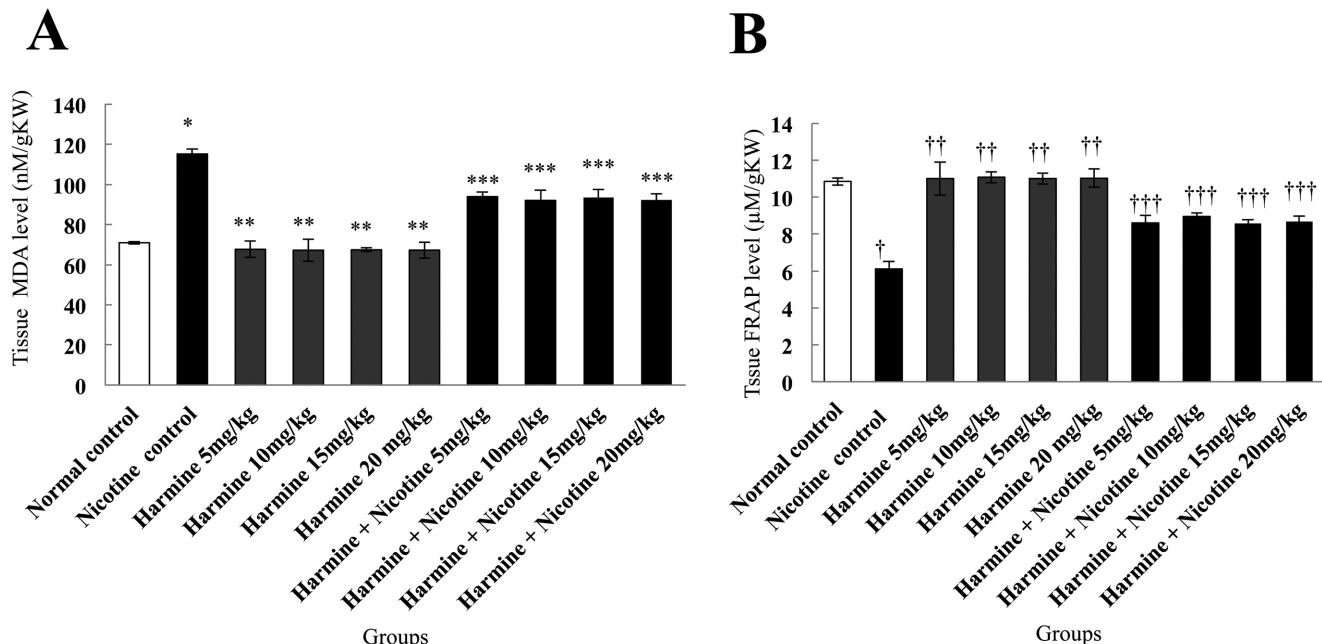 A
Tissue MDA level (nM/gKW)
140
120
100
80
60
40
20
0
*
**
**
**
**
***
***
***
***
Normal control
Nicotine control
Harmine 5mg/kg
Harmine 10mg/kg
Harmine 15mg/kg
Harmine 20 mg/kg
Harmine + Nicotine 5mg/kg
Harmine + Nicotine 10mg/kg
Harmine + Nicotine 15mg/kg
Harmine + Nicotine 20mg/kg
Groups
B
Tssue FRAP level (μM/gKW)
14
12
10
8
6
4
2
0
†
††
††
††
††
†††
†††
†††
†††
Normal control
Nicotine control
Harmine 5mg/kg
Harmine 10mg/kg
Harmine 15mg/kg
Harmine 20 mg/kg
Harmine + Nicotine 5mg/kg
Harmine + Nicotine 10mg/kg
Harmine + Nicotine 15mg/kg
Harmine + Nicotine 20mg/kg
Groups